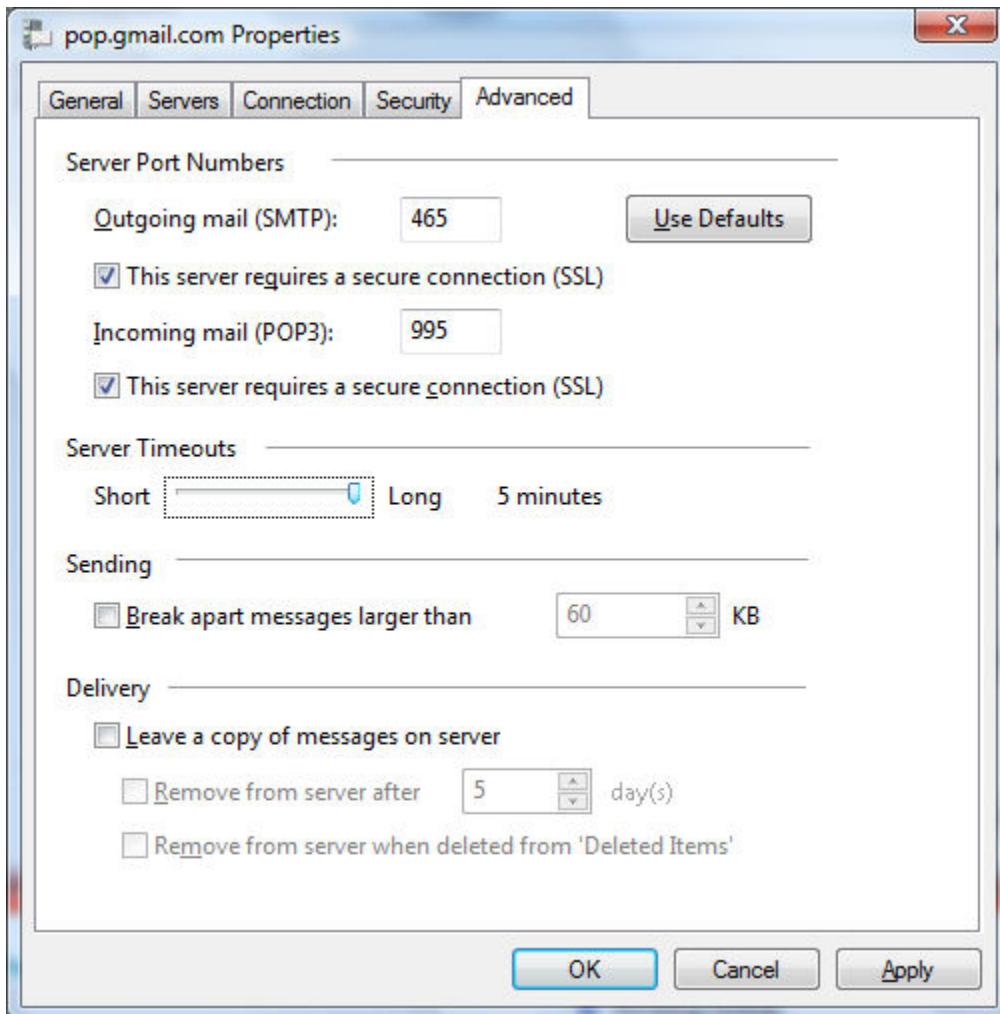 pop.gmail.com Properties
General Servers Connection Security Advanced
Server Port Numbers
Outgoing mail (SMTP): 465 Use Defaults
This server requires a secure connection (SSL)
Incoming mail (POP3): 995
This server requires a secure connection (SSL)
Server Timeouts
Short Long 5 minutes
Sending
Break apart messages larger than 60 KB
Delivery
Leave a copy of messages on server
Remove from server after 5 day(s)
Remove from server when deleted from 'Deleted Items'
OK Cancel Apply